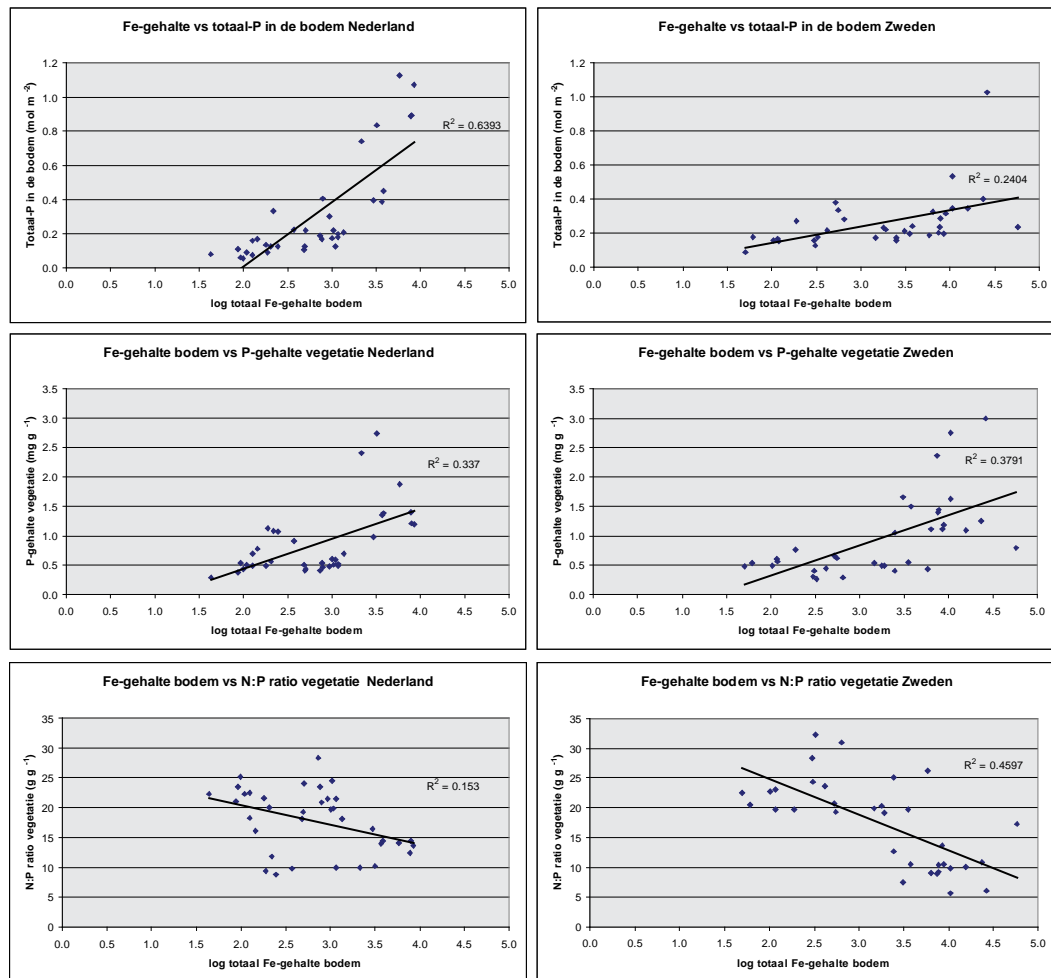 Fe-gehalte vs totaal-P in de bodem Nederland
Totaal-P in de bodem (mol m -2)
1.2
1.0
0.8
0.6
0.4
0.2
0.0
R2 = 0.6393
0.0 0.5 1.0 1.5 2.0 2.5 3.0 3.5 4.0 4.5 5.0
log totaal Fe-gehalte bodem
Fe-gehalte vs totaal-P in de bodem Zweden
Totaal-P in de bodem (mol m -2)
1.2
1.0
0.8
0.6
0.4
0.2
0.0
R2 = 0.2404
0.0 0.5 1.0 1.5 2.0 2.5 3.0 3.5 4.0 4.5 5.0
log totaal Fe-gehalte bodem
Fe-gehalte bodem vs P-gehalte vegetatie Nederland
P-gehalte vegetatie (mg g -1)
3.5
3.0
2.5
2.0
1.5
1.0
0.5
0.0
R2 = 0.337
0.0 0.5 1.0 1.5 2.0 2.5 3.0 3.5 4.0 4.5 5.0
log totaal Fe-gehalte bodem
Fe-gehalte bodem vs P-gehalte vegetatie Zweden
P-gehalte vegetatie (mg g -1)
3.5
3.0
2.5
2.0
1.5
1.0
0.5
0.0
R2 = 0.3791
0.0 0.5 1.0 1.5 2.0 2.5 3.0 3.5 4.0 4.5 5.0
log totaal Fe-gehalte bodem
Fe-gehalte bodem vs N:P ratio vegetatie Nederland
N:P ratio vegetatie (g g -1)
35
30
25
20
15
10
5
0
R2 = 0.153
0.0 0.5 1.0 1.5 2.0 2.5 3.0 3.5 4.0 4.5 5.0
log totaal Fe-gehalte bodem
Fe-gehalte bodem vs N:P ratio vegetatie Zweden
N:P ratio vegetatie (g g -1)
35
30
25
20
15
10
5
0
R2 = 0.4597
0.0 0.5 1.0 1.5 2.0 2.5 3.0 3.5 4.0 4.5 5.0
log totaal Fe-gehalte bodem